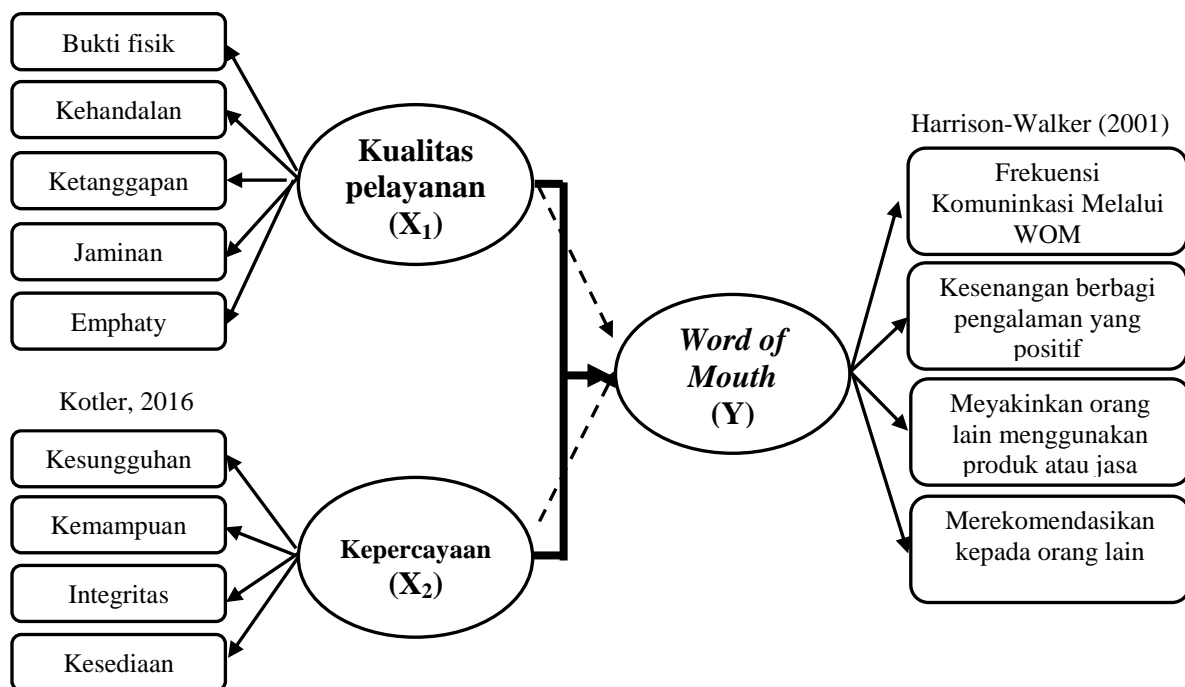 Bukti fisik
Kehandalan
Ketanggapan
Jaminan
Emphaty
Kualitas
pelayanan
(X₁)
Kotler, 2016
Kesungguhan
Kemampuan
Integritas
Kesediaan
Kepercayaan
(X₂)
Word of
Mouth
(Y)
Harrison-Walker (2001)
Frekuensi
Komuninkasi Melalui
WOM
Kesenangan berbagi
pengalaman yang
positif
Meyakinkan orang
lain menggunakan
produk atau jasa
Merekomendasikan
kepada orang lain